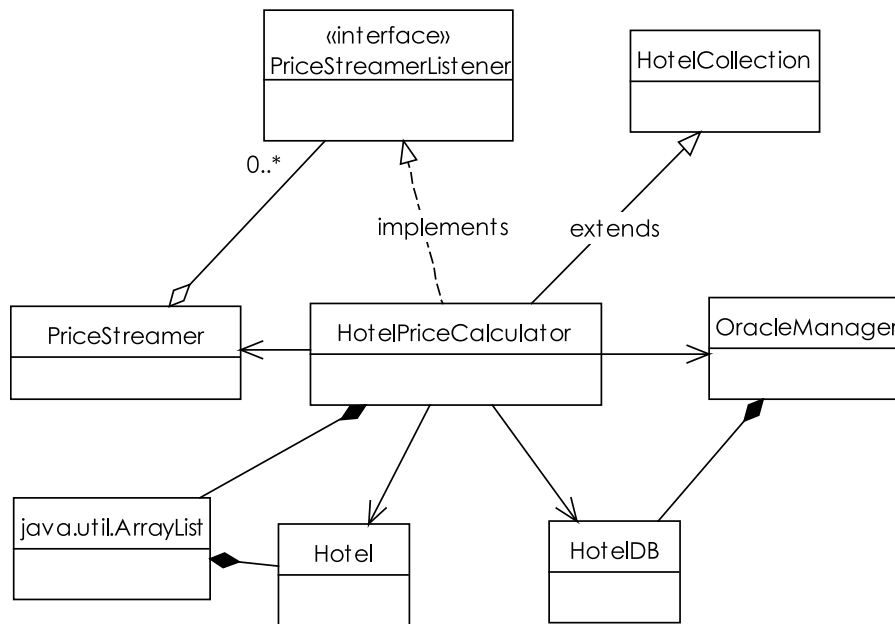 «interface»
PriceStreamerListener
HotelCollection
0..*
implements
extends
PriceStreamer
HotelPriceCalculator
OracleManager
java.util.ArrayList
Hotel
HotelDB